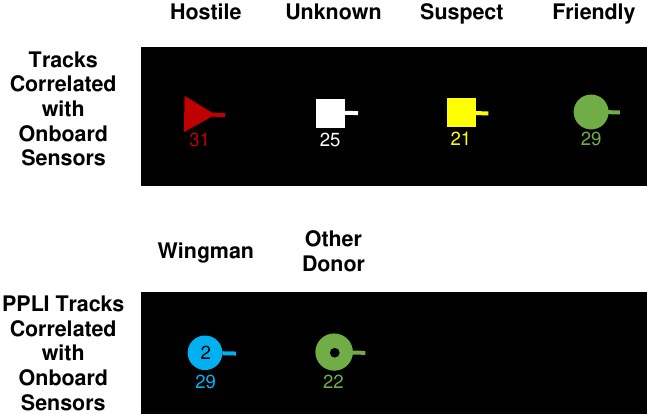 Hostile Unknown Suspect Friendly
Tracks
Correlated
with
Onboard
Sensors
31 25 21 29
Wingman Other
Donor
PPLI Tracks
Correlated
with
Onboard
Sensors
2
29 22